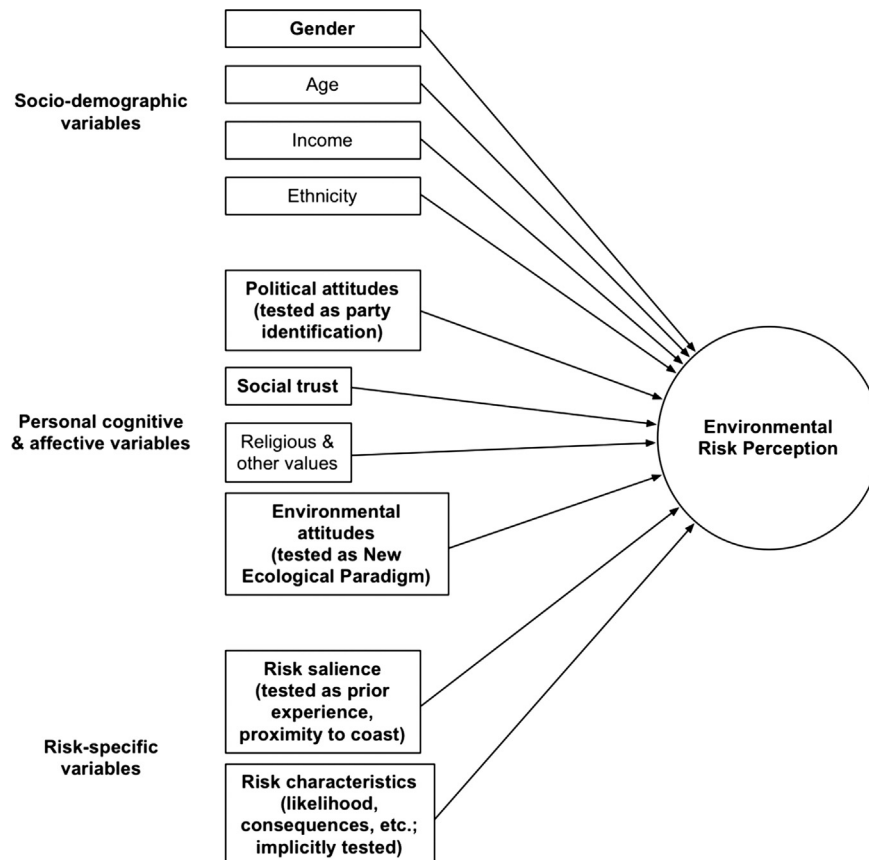 Gender
Socio-demographic
variables
Age
Income
Ethnicity
Political attitudes
(tested as party
identification)
Personal cognitive
& affective variables
Social trust
Religious &
other values
Environmental
attitudes
(tested as New
Ecological Paradigm)
Environmental
Risk Perception
Risk-specific
variables
Risk salience
(tested as prior
experience,
proximity to coast)
Risk characteristics
(likelihood,
consequences, etc.;
implicitly tested)